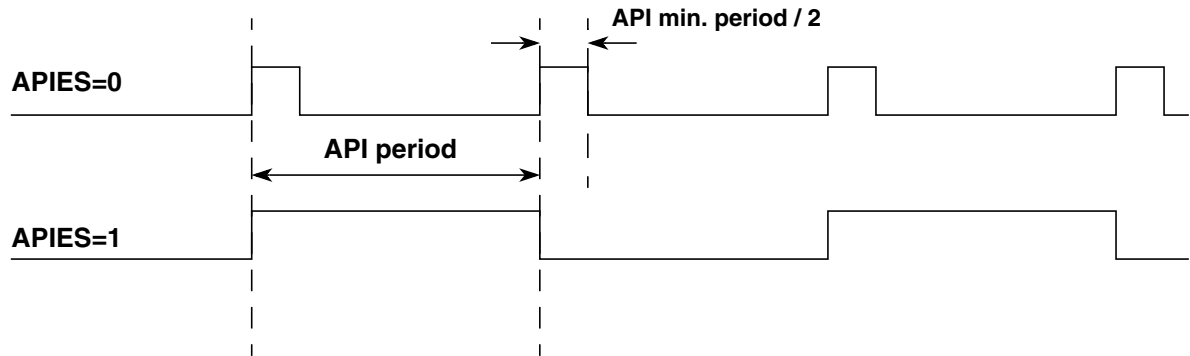 API min. period / 2
APIES=0
API period
APIES=1